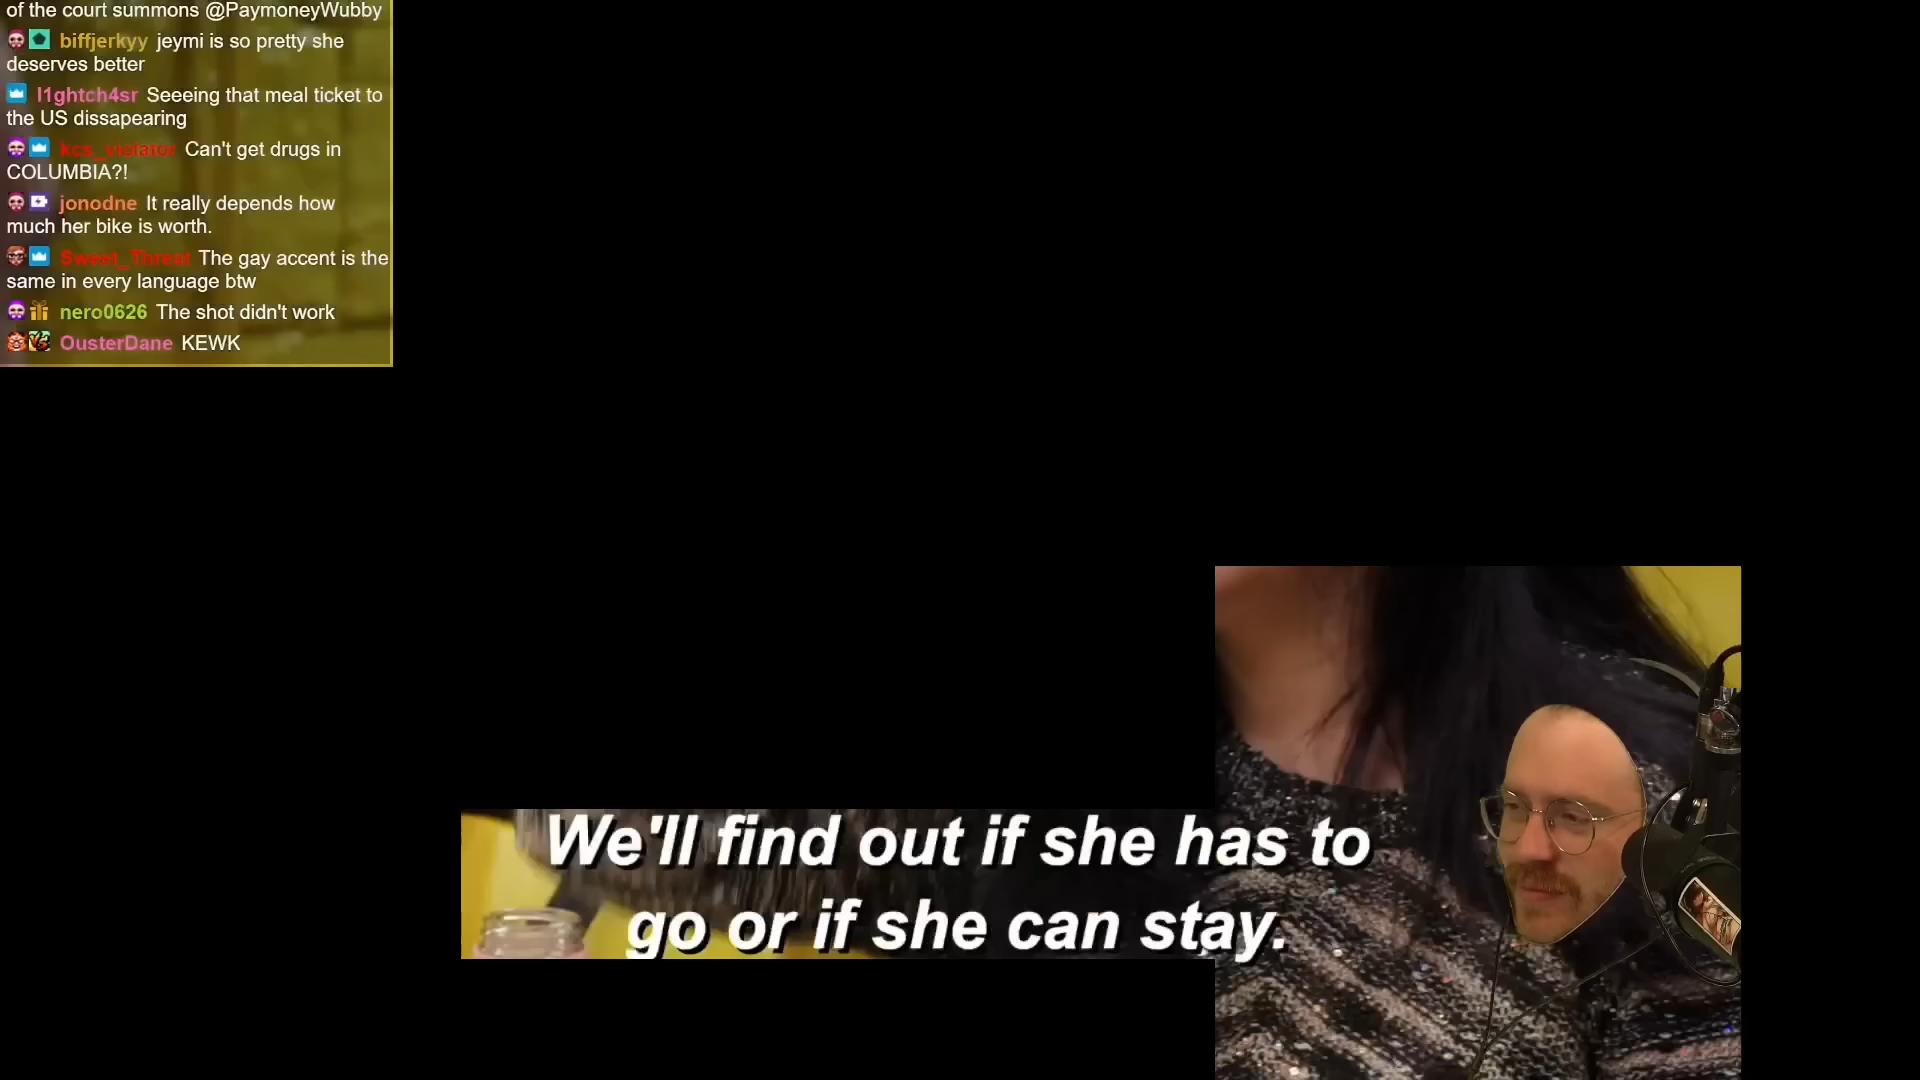 of the court summons @PaymoneyWubby
biffjerkyy jeymi is so pretty she
deserves better
l1ghtch4sr Seeeing that meal ticket to
the US dissapearing
kcs_violator Can't get drugs in
COLUMBIA?!
jonodne It really depends how
much her bike is worth.
Sweet_Threat The gay accent is the
same in every language btw
nero0626 The shot didn't work
OusterDane KEWK
We'll find out if she has to
go or if she can stay.